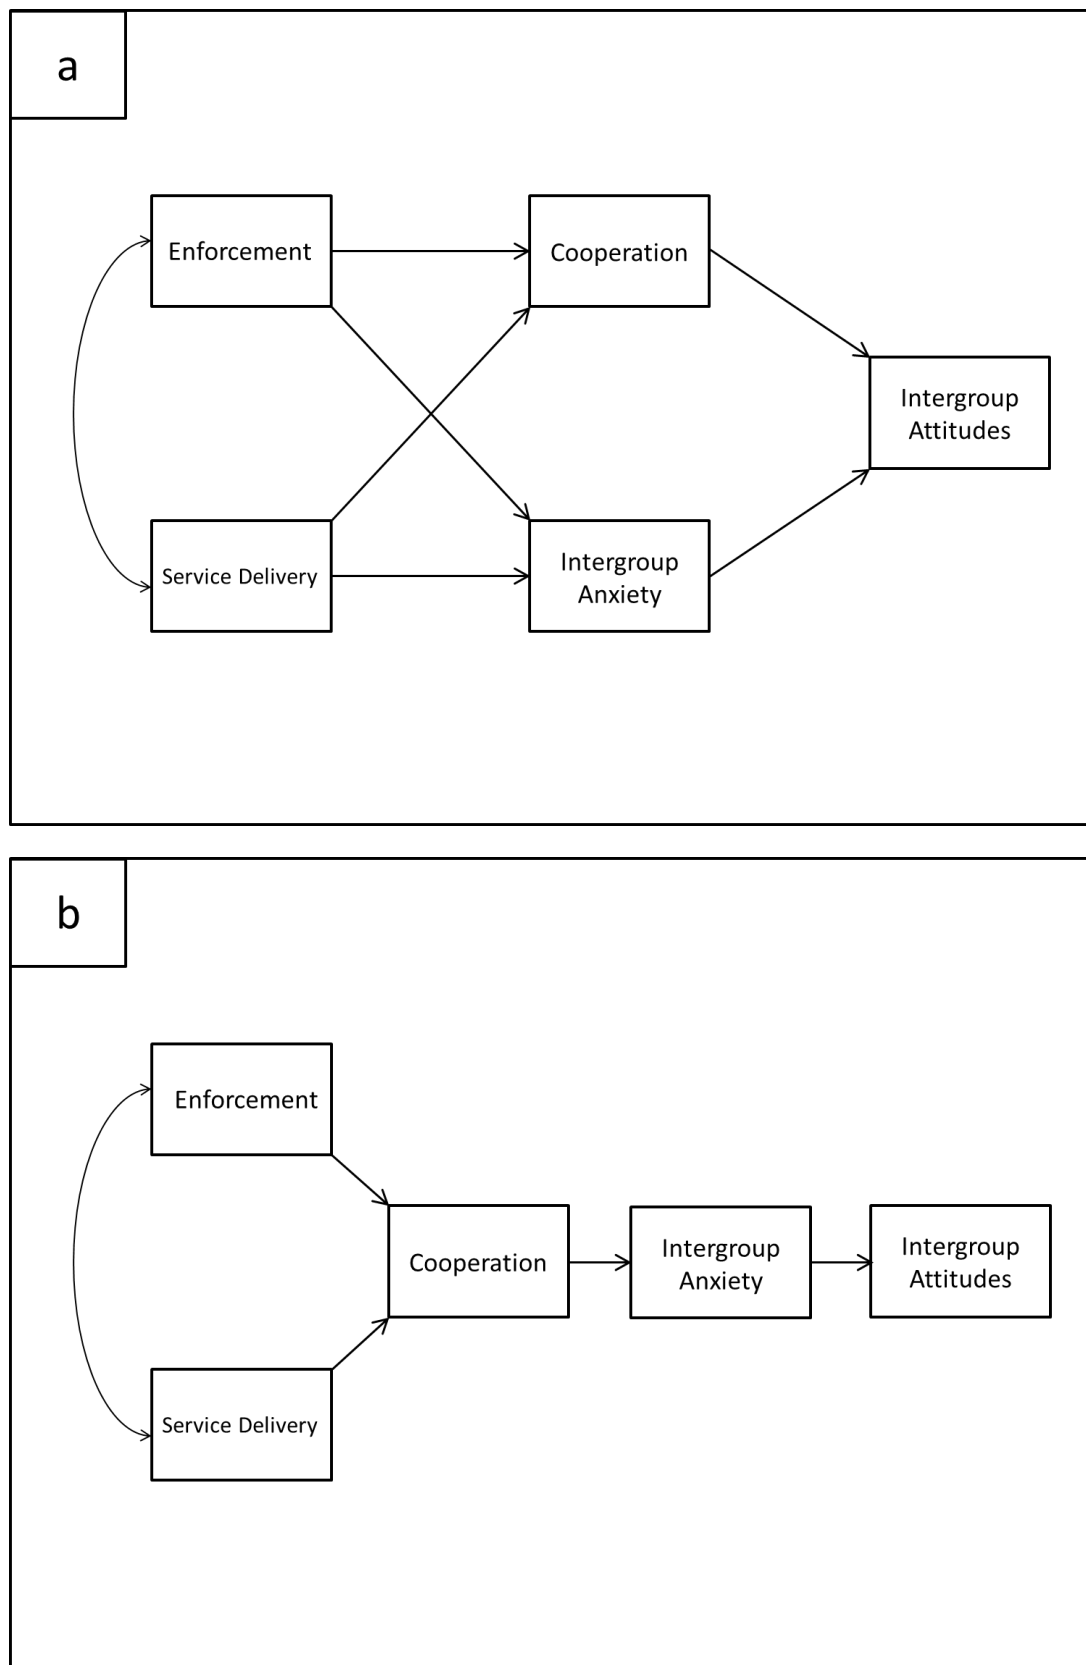 a
Enforcement
Cooperation
Intergroup
Attitudes
Service Delivery
Intergroup
Anxiety
b
Enforcement
Cooperation
Intergroup
Anxiety
Intergroup
Attitudes
Service Delivery